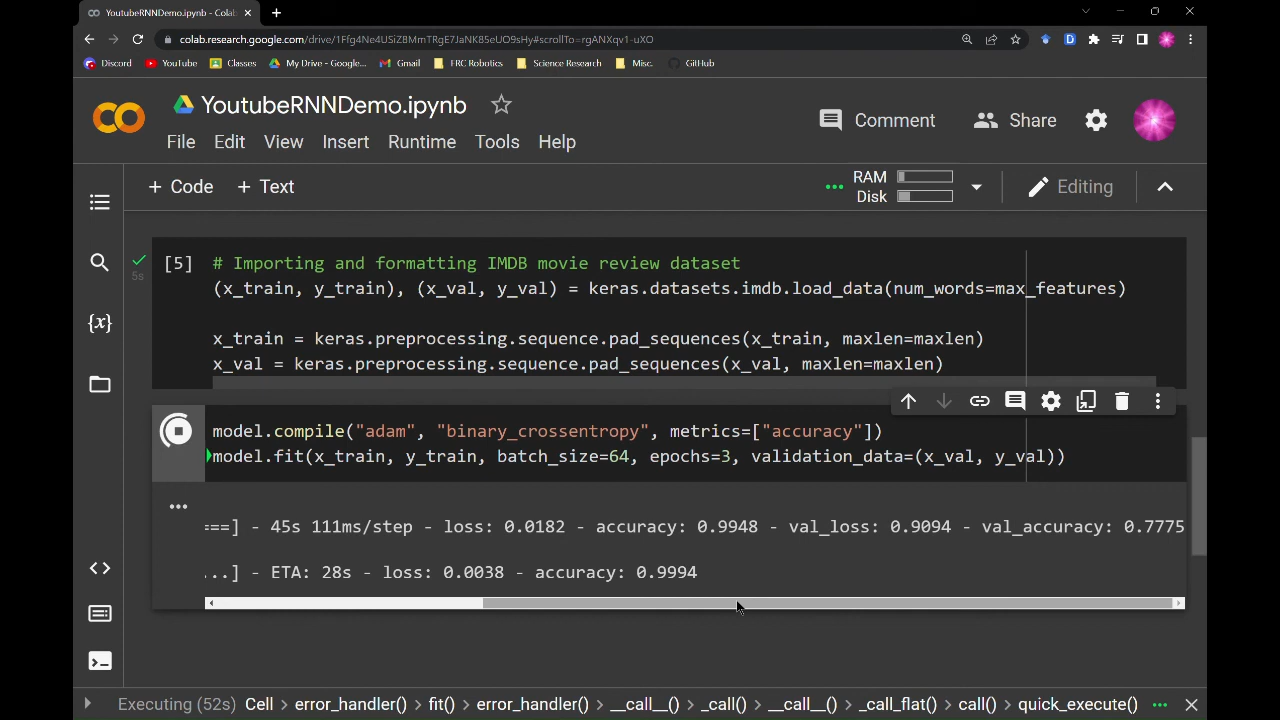 YoutubeRNNDemo.ipynb - Colab
colab.research.google.com/drive/1Ffg4Ne4USiZ8MmTRgE7JaNK85eUO9sHy#scrollTo=rgANXqv1-uXO
Discord YouTube Classes My Drive - Google... Gmail FRC Robotics Science Research Misc. GitHub
YoutubeRNNDemo.ipynb
Comment Share
File Edit View Insert Runtime Tools Help
+ Code + Text
RAM
Disk
Editing
[5] # Importing and formatting IMDB movie review dataset
5s
(x_train, y_train), (x_val, y_val) = keras.datasets.imdb.load_data(num_words=max_features)
x_train = keras.preprocessing.sequence.pad_sequences(x_train, maxlen=maxlen)
x_val = keras.preprocessing.sequence.pad_sequences(x_val, maxlen=maxlen)
model.compile("adam", "binary_crossentropy", metrics=["accuracy"])
model.fit(x_train, y_train, batch_size=64, epochs=3, validation_data=(x_val, y_val))
===] - 45s 111ms/step - loss: 0.0182 - accuracy: 0.9948 - val_loss: 0.9094 - val_accuracy: 0.7775
...] - ETA: 28s - loss: 0.0038 - accuracy: 0.9994
Executing (52s) Cell > error_handler() > fit() > error_handler() > __call__() > _call() > __call__() > _call_flat() > call() > quick_execute()